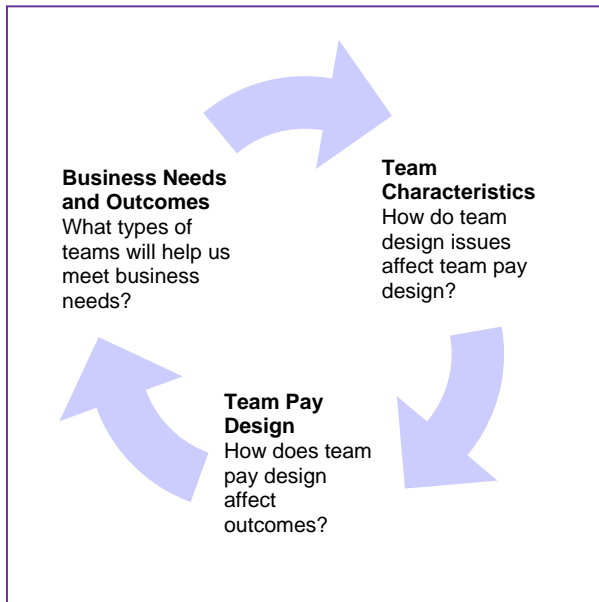 Business Needs
and Outcomes
What types of
teams will help us
meet business
needs?
Team
Characteristics
How do team
design issues
affect team pay
design?
Team Pay
Design
How does team
pay design
affect
outcomes?